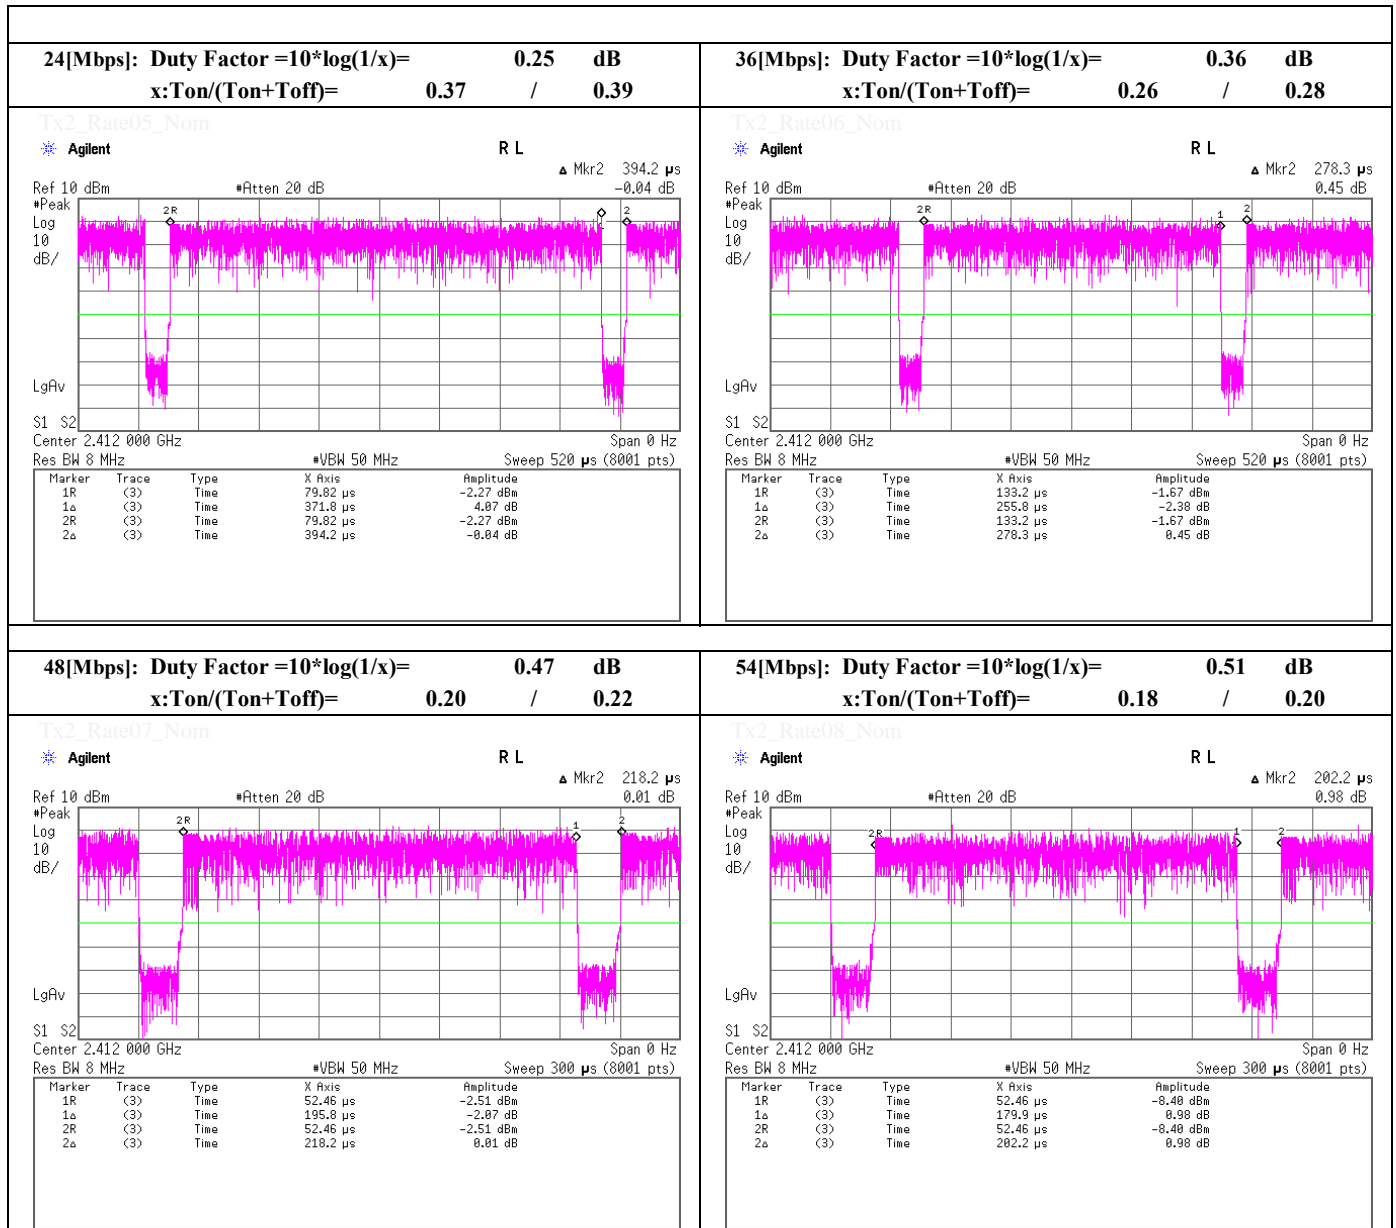 24[Mbps]: Duty Factor =10*log(1/x)= 0.25 dB
x:Ton/(Ton+Toff)= 0.37 / 0.39
Tx2_Rate05_Nom
Agilent R L
Δ Mkr2 394.2 µs
Ref 10 dBm #Atten 20 dB -0.04 dB
#Peak
Log
10
dB/
2R
1
2
LgAv
S1 S2
Center 2.412 000 GHz Span 0 Hz
Res BW 8 MHz #VBW 50 MHz Sweep 520 µs (8001 pts)
Marker Trace Type X Axis Amplitude
1R (3) Time 79.82 µs -2.27 dBm
1Δ (3) Time 371.8 µs 4.07 dB
2R (3) Time 79.82 µs -2.27 dBm
2Δ (3) Time 394.2 µs -0.04 dB
36[Mbps]: Duty Factor =10*log(1/x)= 0.36 dB
x:Ton/(Ton+Toff)= 0.26 / 0.28
Tx2_Rate06_Nom
Agilent R L
Δ Mkr2 278.3 µs
Ref 10 dBm #Atten 20 dB 0.45 dB
#Peak
Log
10
dB/
2R
1
2
LgAv
S1 S2
Center 2.412 000 GHz Span 0 Hz
Res BW 8 MHz #VBW 50 MHz Sweep 520 µs (8001 pts)
Marker Trace Type X Axis Amplitude
1R (3) Time 133.2 µs -1.67 dBm
1Δ (3) Time 255.8 µs -2.38 dB
2R (3) Time 133.2 µs -1.67 dBm
2Δ (3) Time 278.3 µs 0.45 dB
48[Mbps]: Duty Factor =10*log(1/x)= 0.47 dB
x:Ton/(Ton+Toff)= 0.20 / 0.22
Tx2_Rate07_Nom
Agilent R L
Δ Mkr2 218.2 µs
Ref 10 dBm #Atten 20 dB 0.01 dB
#Peak
Log
10
dB/
2R
1
2
LgAv
S1 S2
Center 2.412 000 GHz Span 0 Hz
Res BW 8 MHz #VBW 50 MHz Sweep 300 µs (8001 pts)
Marker Trace Type X Axis Amplitude
1R (3) Time 52.46 µs -2.51 dBm
1Δ (3) Time 195.8 µs -2.07 dB
2R (3) Time 52.46 µs -2.51 dBm
2Δ (3) Time 218.2 µs 0.01 dB
54[Mbps]: Duty Factor =10*log(1/x)= 0.51 dB
x:Ton/(Ton+Toff)= 0.18 / 0.20
Tx2_Rate08_Nom
Agilent R L
Δ Mkr2 202.2 µs
Ref 10 dBm #Atten 20 dB 0.98 dB
#Peak
Log
10
dB/
2R
1
2
LgAv
S1 S2
Center 2.412 000 GHz Span 0 Hz
Res BW 8 MHz #VBW 50 MHz Sweep 300 µs (8001 pts)
Marker Trace Type X Axis Amplitude
1R (3) Time 52.46 µs -8.40 dBm
1Δ (3) Time 179.9 µs 0.98 dB
2R (3) Time 52.46 µs -8.40 dBm
2Δ (3) Time 202.2 µs 0.98 dB